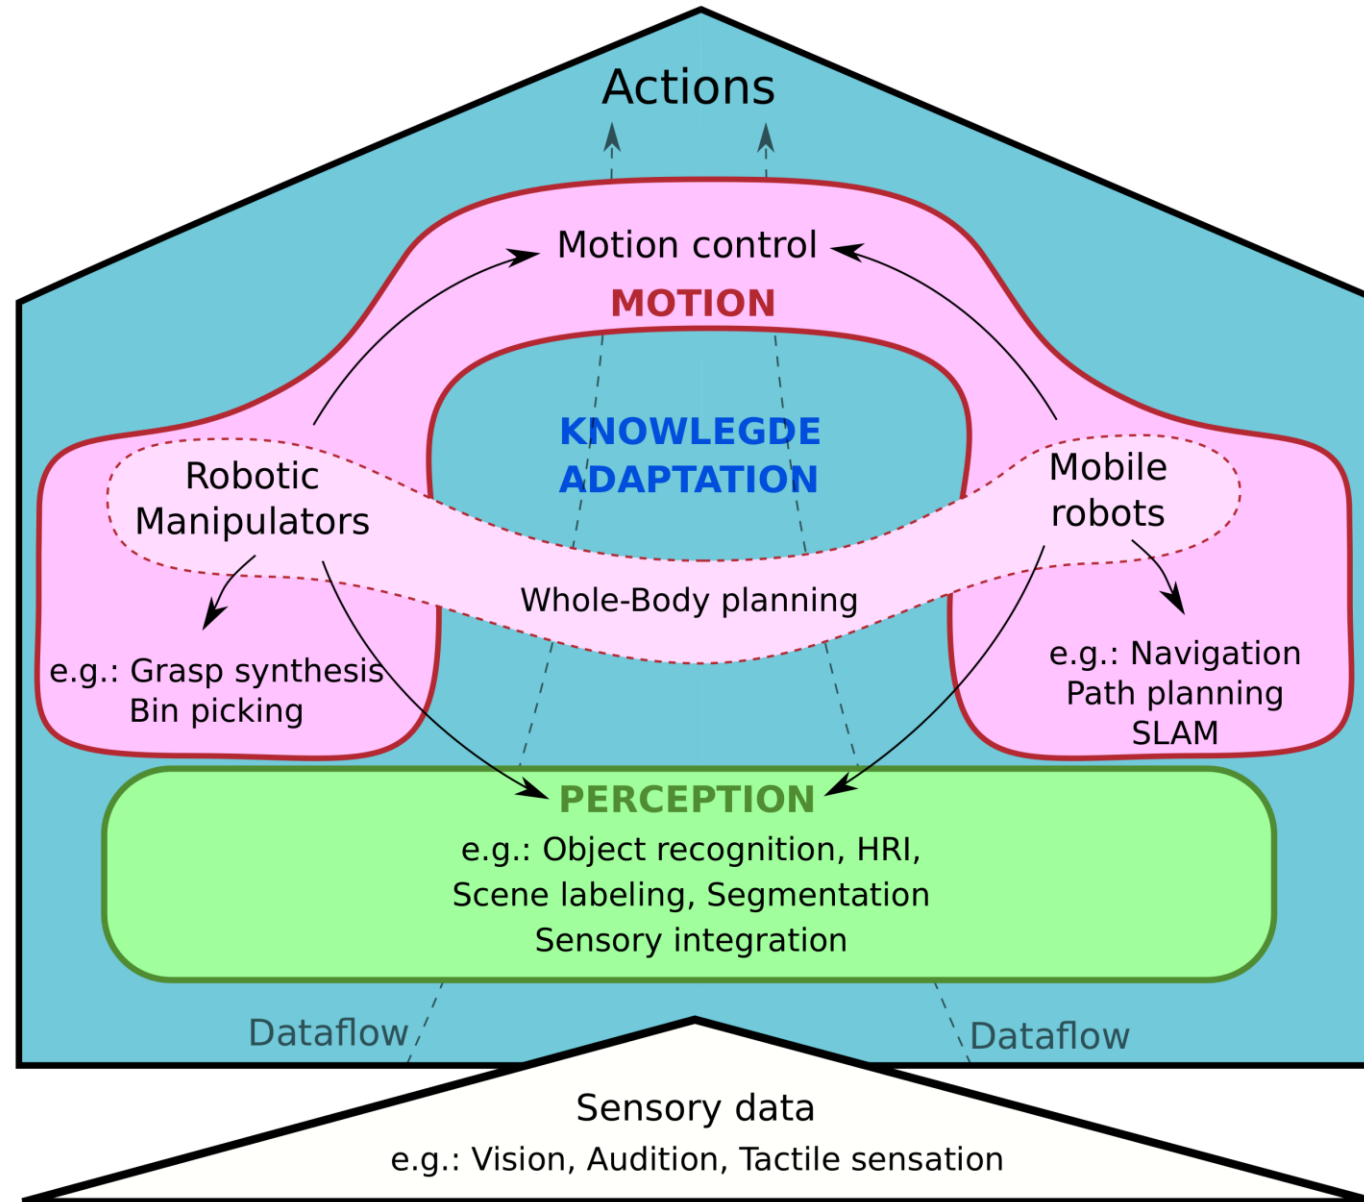 Actions
Motion control
MOTION
KNOWLEGDE
ADAPTATION
Robotic
Manipulators
Mobile
robots
Whole-Body planning
e.g.: Grasp synthesis
Bin picking
e.g.: Navigation
Path planning
SLAM
PERCEPTION
e.g.: Object recognition, HRI,
Scene labeling, Segmentation
Sensory integration
Dataflow
Dataflow
Sensory data
e.g.: Vision, Audition, Tactile sensation